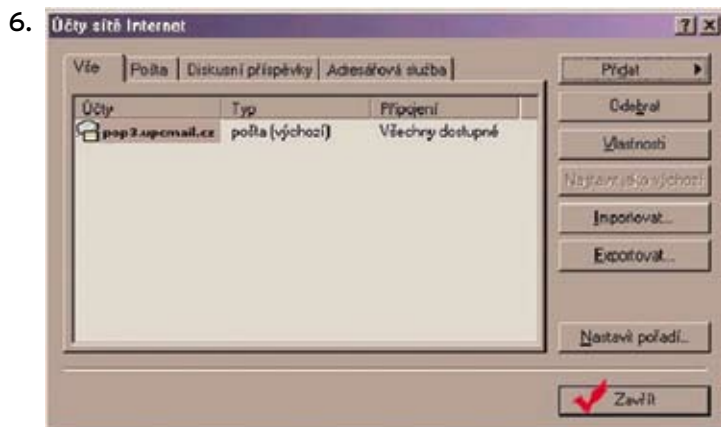 6.
Účty sítě Internet
Vše Pošta Diskusní příspěvky Adresářová služba
Přidat
Odebrat
Vlastnosti
Nastavit jako výchozí
Importovat...
Exportovat...
Nastavit pořadí...
Zavřít
Účty Typ Připojení
pop3.upcmail.cz pošta (výchozí) Všechny dostupné